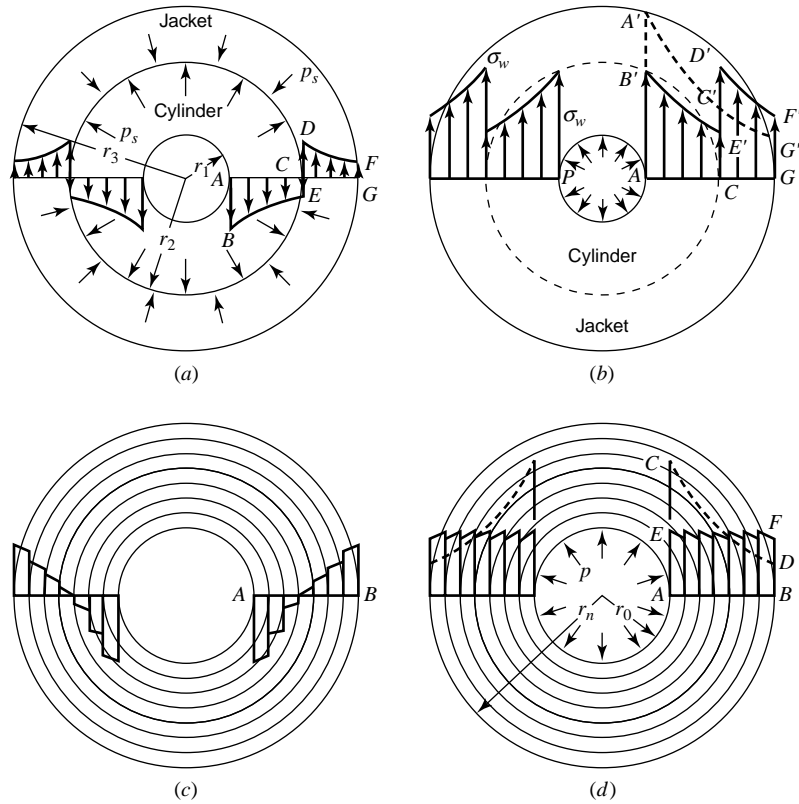 Jacket
p_s
Cylinder
p_s
r_3
r_1
A
C
D
F
E
G
B
r_2
(a)
A′
D′
σ_w
B′
C′
σ_w
F′
E′
G′
P
A
C
G
Cylinder
Jacket
(b)
A
B
(c)
C
E
F
p
D
A
B
r_n
r_0
(d)